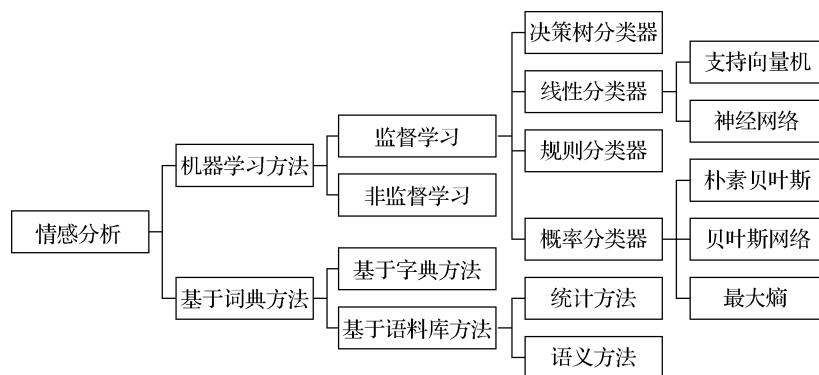 情感分析
机器学习方法
监督学习
决策树分类器
线性分类器
支持向量机
神经网络
规则分类器
概率分类器
朴素贝叶斯
贝叶斯网络
最大熵
非监督学习
基于词典方法
基于字典方法
基于语料库方法
统计方法
语义方法